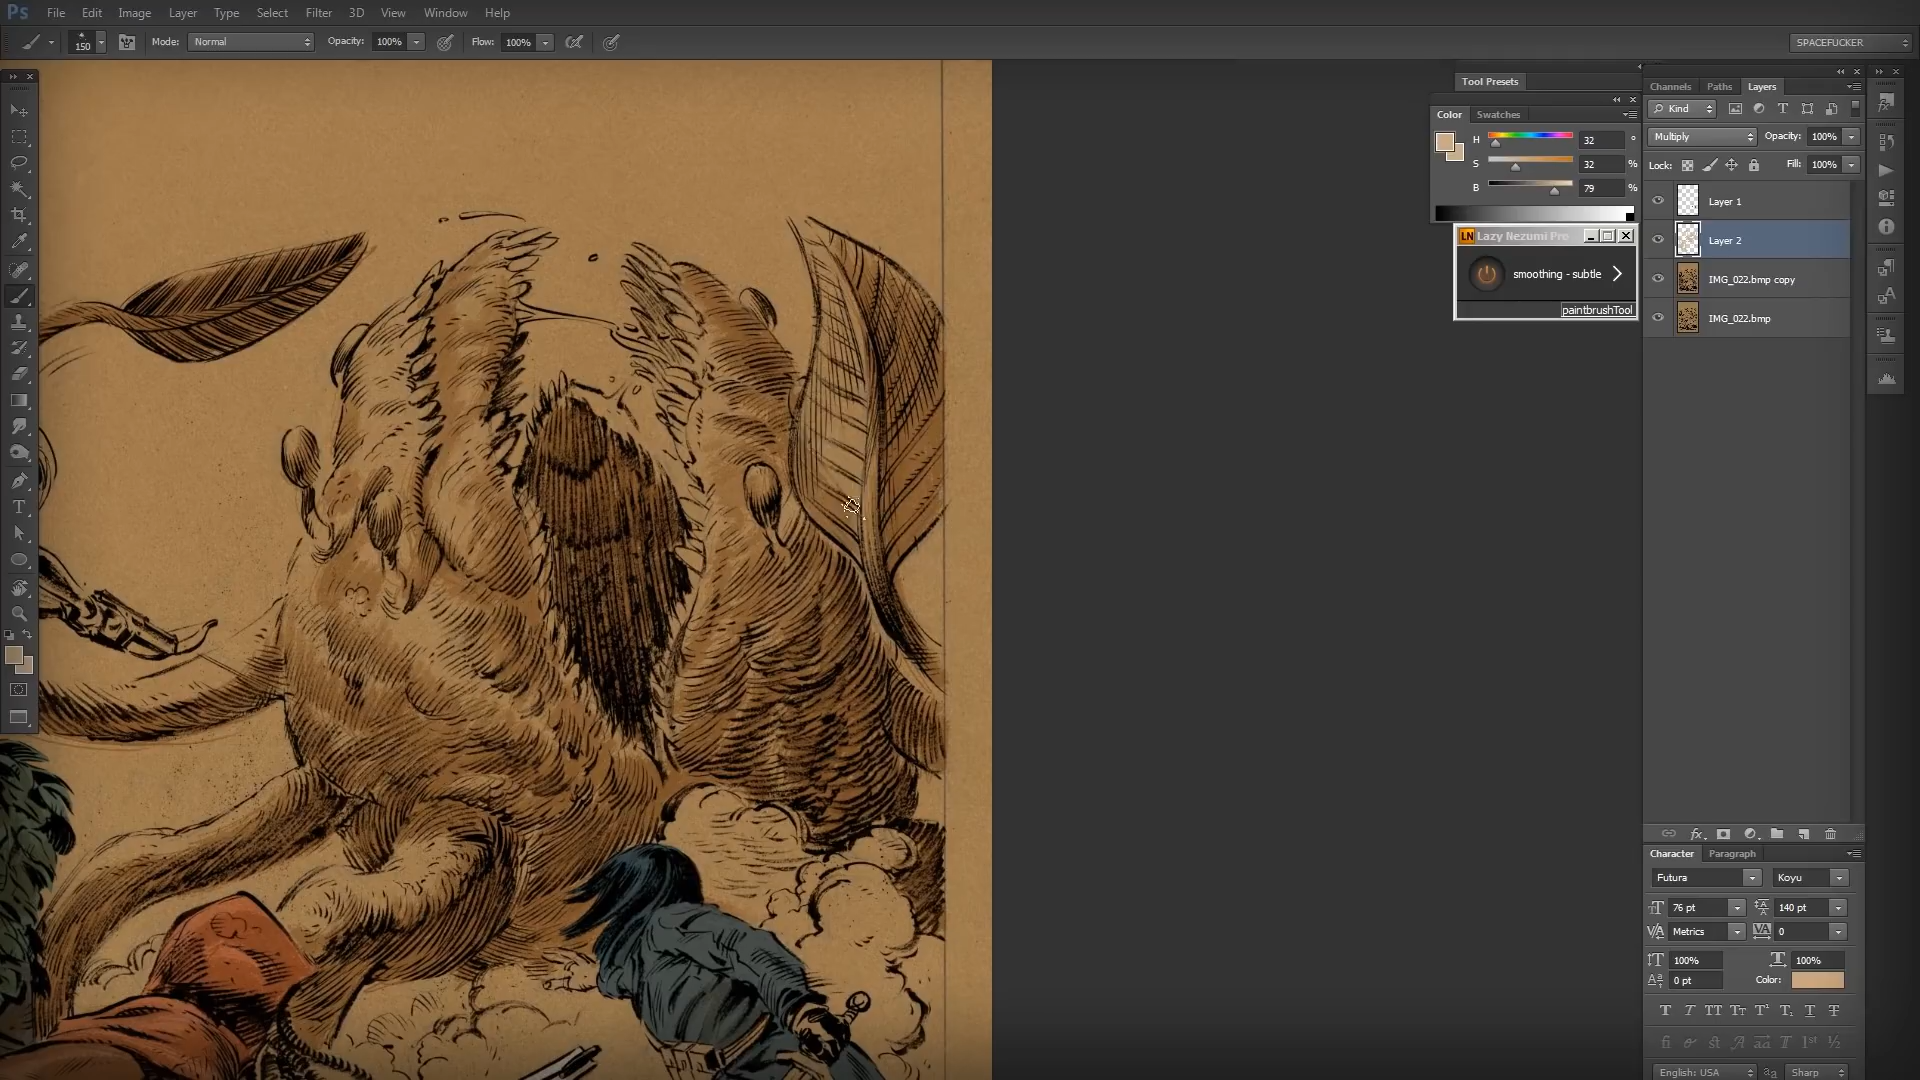 Ps File Edit Image Layer Type Select Filter 3D View Window Help
150 Mode: Normal Opacity: 100% Flow: 100% SPACEFUCKER
Tool Presets
Channels Paths Layers
Kind
Color Swatches
H 32 °
S 32 %
B 79 %
Multiply Opacity: 100%
Lock: Fill: 100%
Layer 1
Layer 2
IMG_022.bmp copy
IMG_022.bmp
LN Lazy Nezumi Pro
smoothing - subtle
paintbrushTool
Character Paragraph
Futura Koyu
76 pt 140 pt
Metrics 0
100% 100%
0 pt Color:
English: USA Sharp